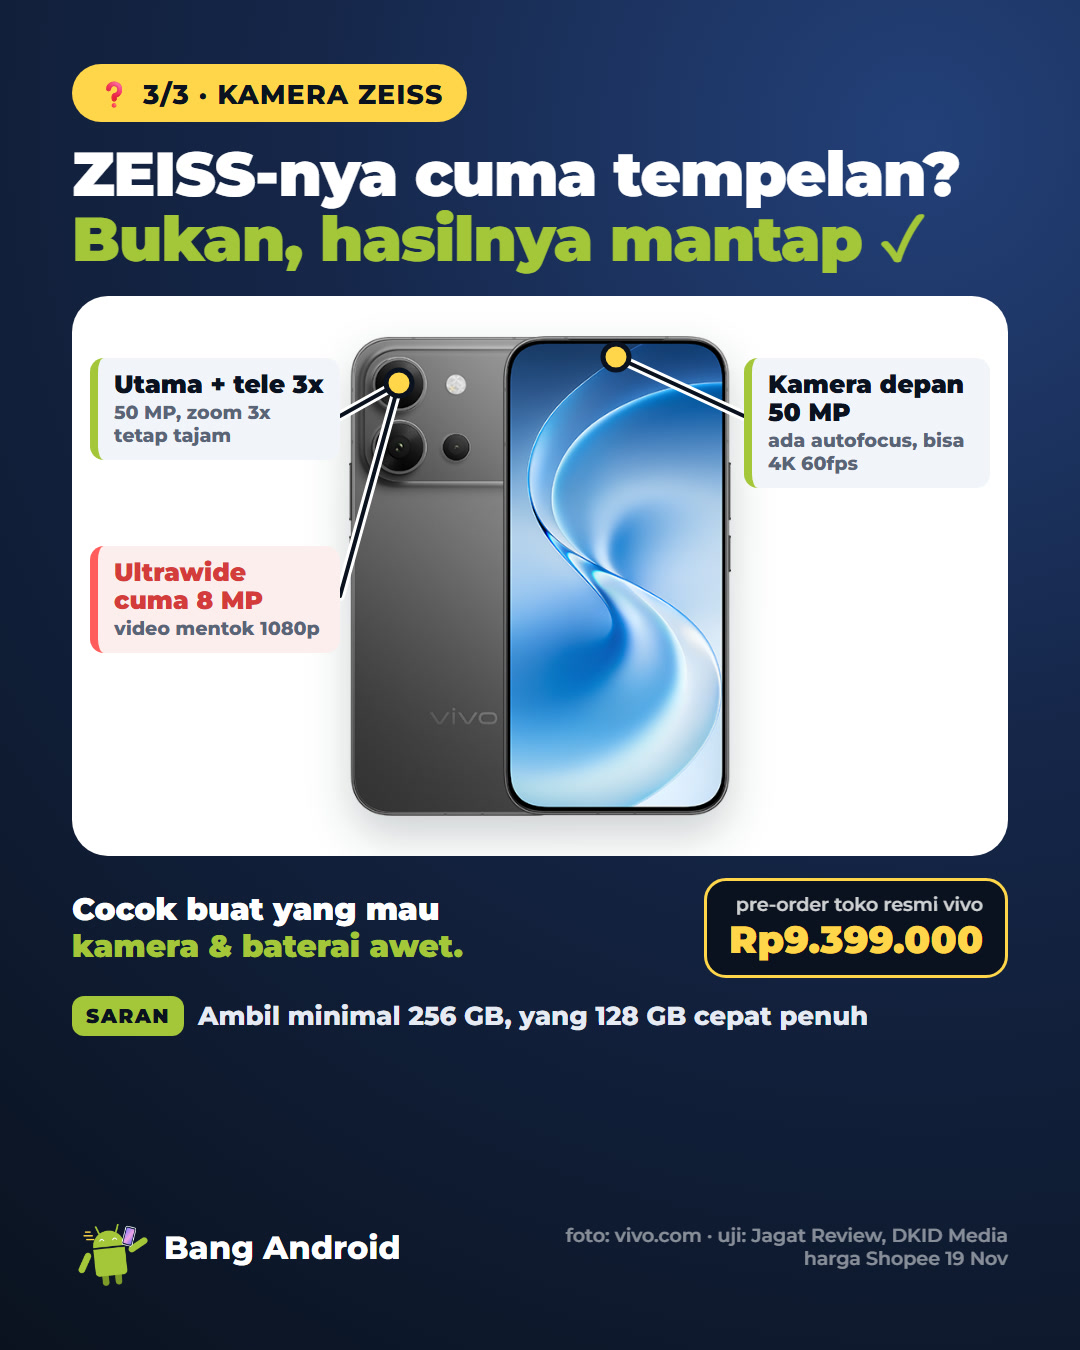 ❓ 3/3 · KAMERA ZEISS
ZEISS-nya cuma tempelan?
Bukan, hasilnya mantap ✓
Utama + tele 3x
50 MP, zoom 3x
tetap tajam
Kamera depan
50 MP
ada autofocus, bisa
4K 60fps
Ultrawide
cuma 8 MP
video mentok 1080p
vivo
Cocok buat yang mau
kamera & baterai awet.
pre-order toko resmi vivo
Rp9.399.000
SARAN Ambil minimal 256 GB, yang 128 GB cepat penuh
Bang Android
foto: vivo.com · uji: Jagat Review, DKID Media
harga Shopee 19 Nov